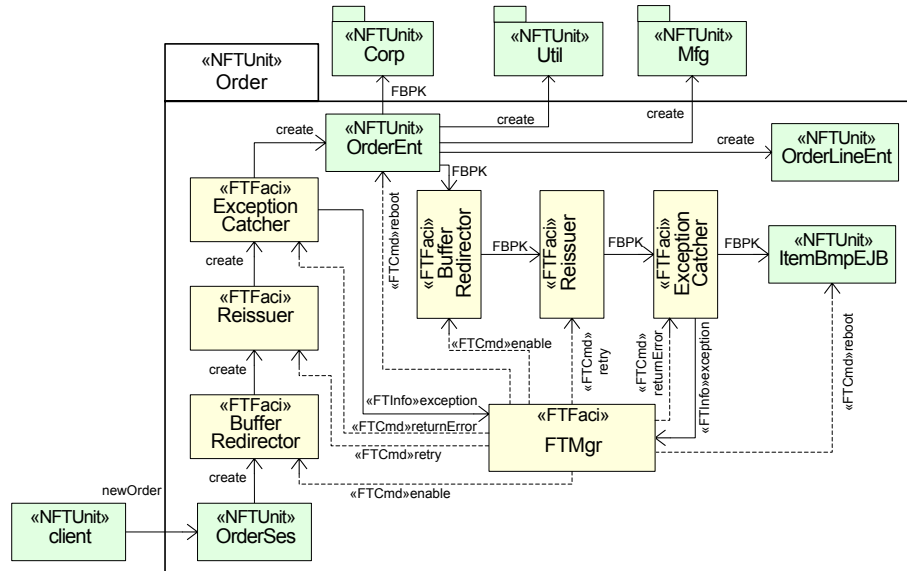 «NFTUnit»
Corp
«NFTUnit»
Util
«NFTUnit»
Mfg
«NFTUnit»
Order
FBPK
create
create
create
«NFTUnit»
OrderEnt
create
«NFTUnit»
OrderLineEnt
FBPK
«FTFaci»
Exception
Catcher
«FTCmd»reboot
«FTFaci»
Buffer
Redirector
FBPK
«FTFaci»
Reissuer
FBPK
«FTFaci»
Exception
Catcher
FBPK
«NFTUnit»
ItemBmpEJB
create
«FTFaci»
Reissuer
«FTCmd»enable
«FTCmd»
retry
«FTCmd»
returnError
«FTInfo»exception
«FTCmd»reboot
create
«FTFaci»
Buffer
Redirector
«FTInfo»exception
«FTCmd»returnError
«FTCmd»retry
«FTFaci»
FTMgr
create
«FTCmd»enable
newOrder
«NFTUnit»
client
«NFTUnit»
OrderSes